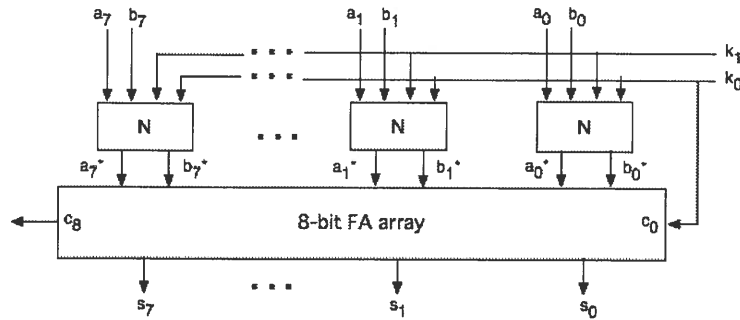 a7 b7 a1 b1 a0 b0
k1
k0
N N N
a7* b7* a1* b1* a0* b0*
c8 8-bit FA array c0
s7 s1 s0